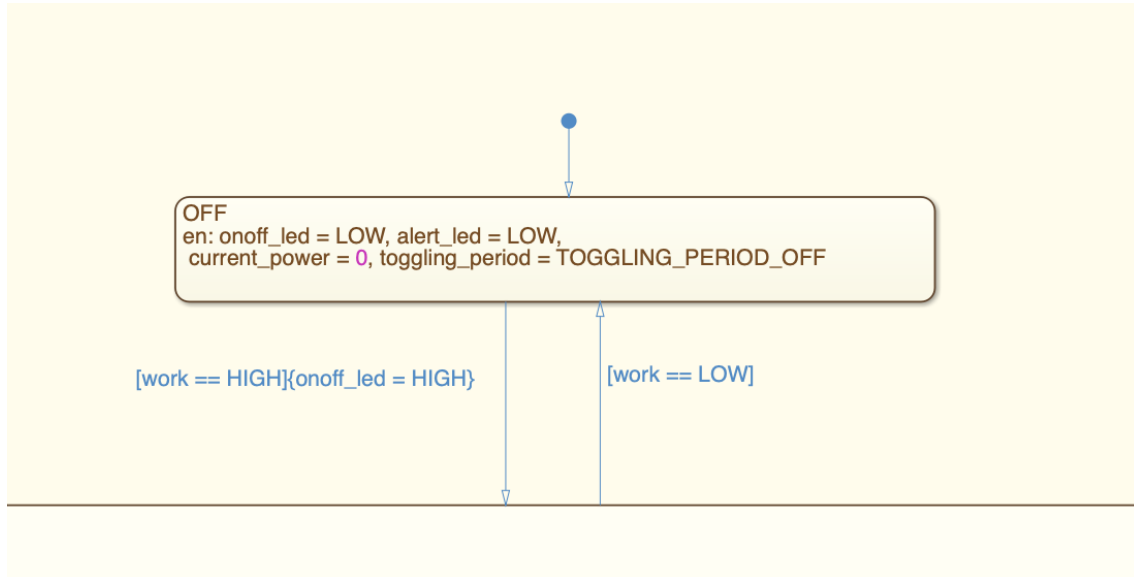 OFF
en: onoff_led = LOW, alert_led = LOW,
current_power = 0, toggling_period = TOGGLING_PERIOD_OFF
[work == HIGH]{onoff_led = HIGH}
[work == LOW]